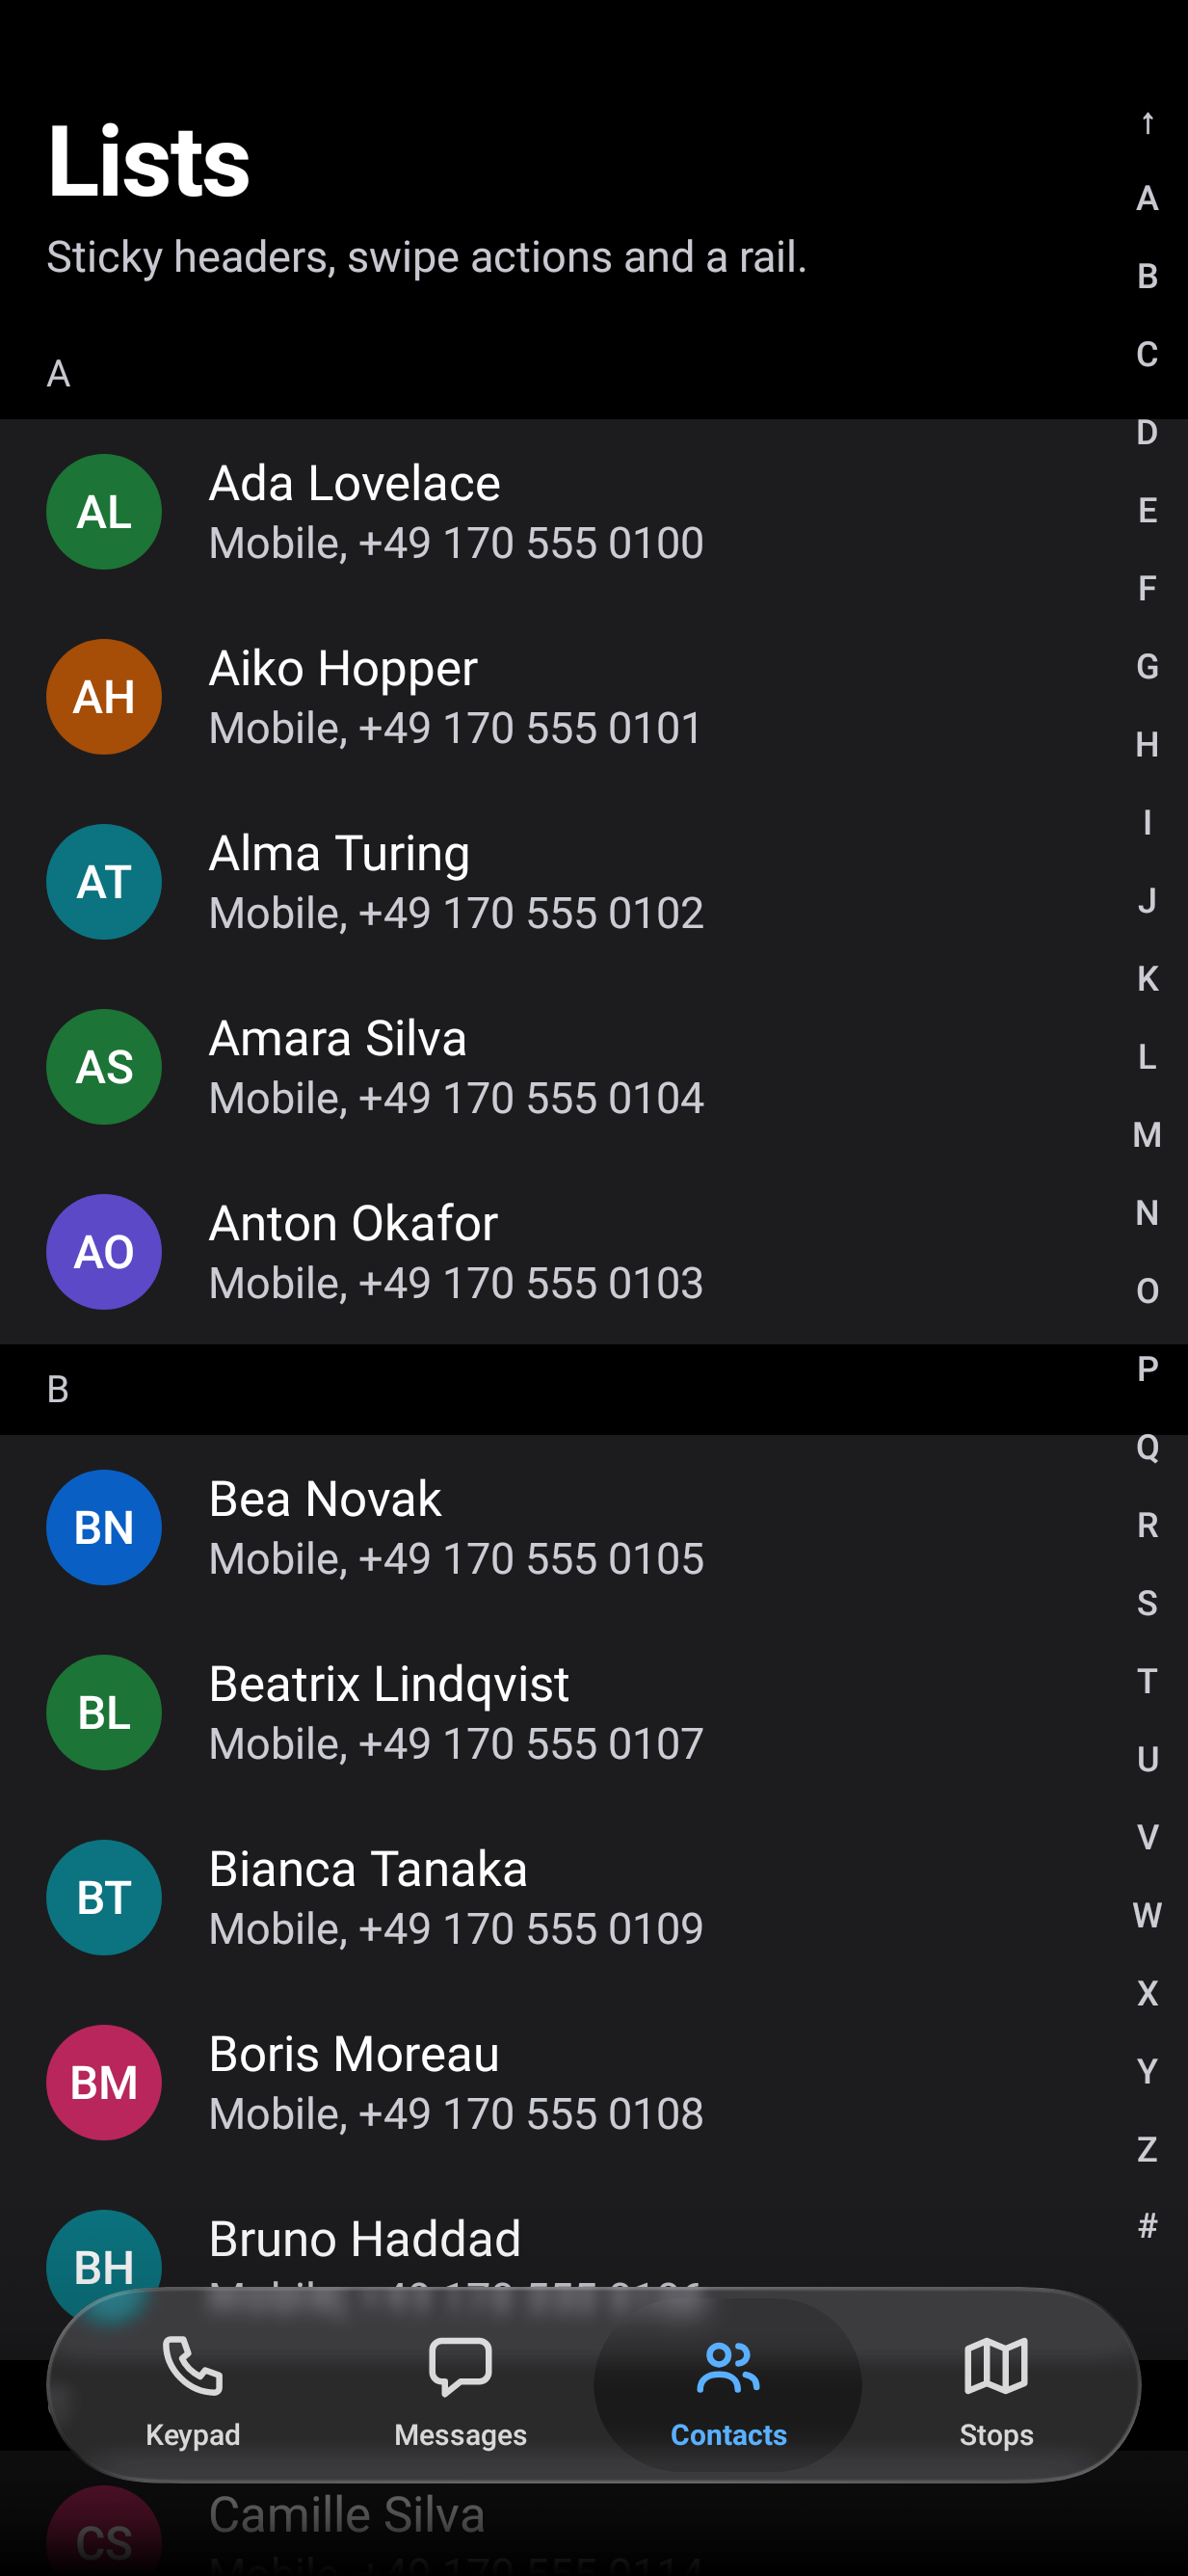 Lists
Sticky headers, swipe actions and a rail.
A
AL
Ada Lovelace
Mobile, +49 170 555 0100
AH
Aiko Hopper
Mobile, +49 170 555 0101
AT
Alma Turing
Mobile, +49 170 555 0102
AS
Amara Silva
Mobile, +49 170 555 0104
AO
Anton Okafor
Mobile, +49 170 555 0103
B
BN
Bea Novak
Mobile, +49 170 555 0105
BL
Beatrix Lindqvist
Mobile, +49 170 555 0107
BT
Bianca Tanaka
Mobile, +49 170 555 0109
BM
Boris Moreau
Mobile, +49 170 555 0108
BH
Bruno Haddad
CS
Camille Silva
↑
A
B
C
D
E
F
G
H
I
J
K
L
M
N
O
P
Q
R
S
T
U
V
W
X
Y
Z
#
Keypad
Messages
Contacts
Stops